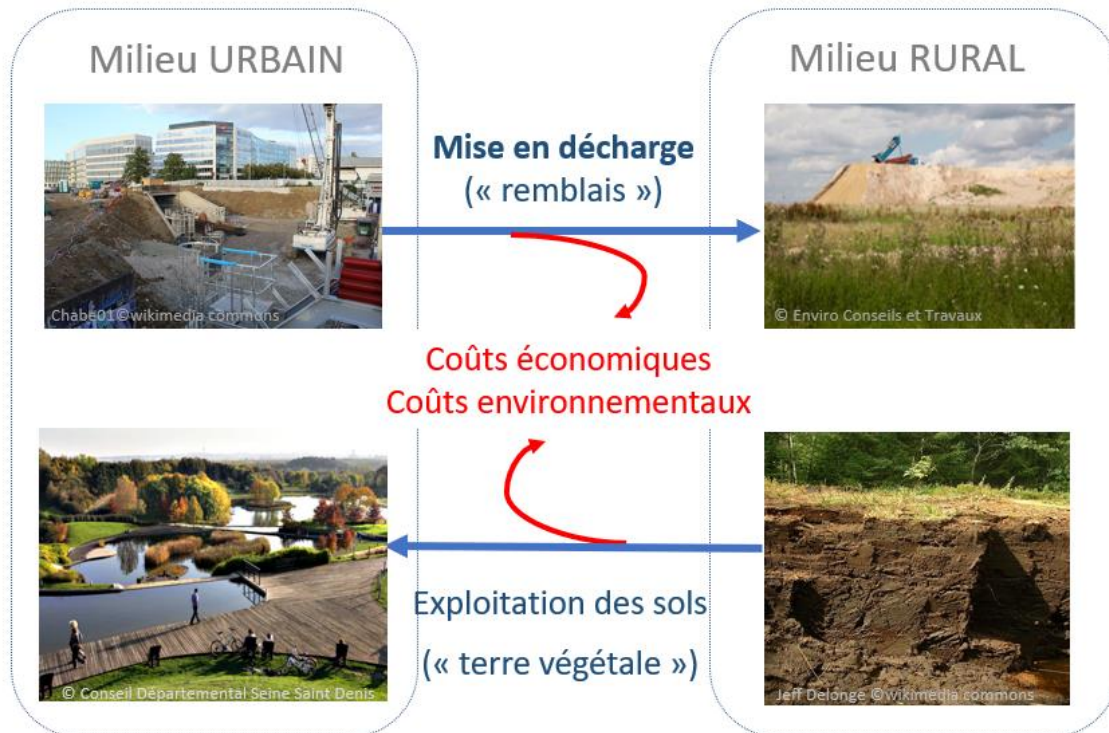 Milieu URBAIN
Milieu RURAL
Mise en décharge
(« remblais »)
Chabe01©wikimedia commons
© Enviro Conseils et Travaux
Coûts économiques
Coûts environnementaux
Exploitation des sols
(« terre végétale »)
© Conseil Départemental Seine Saint Denis
Jeff Delonge ©wikimedia commons